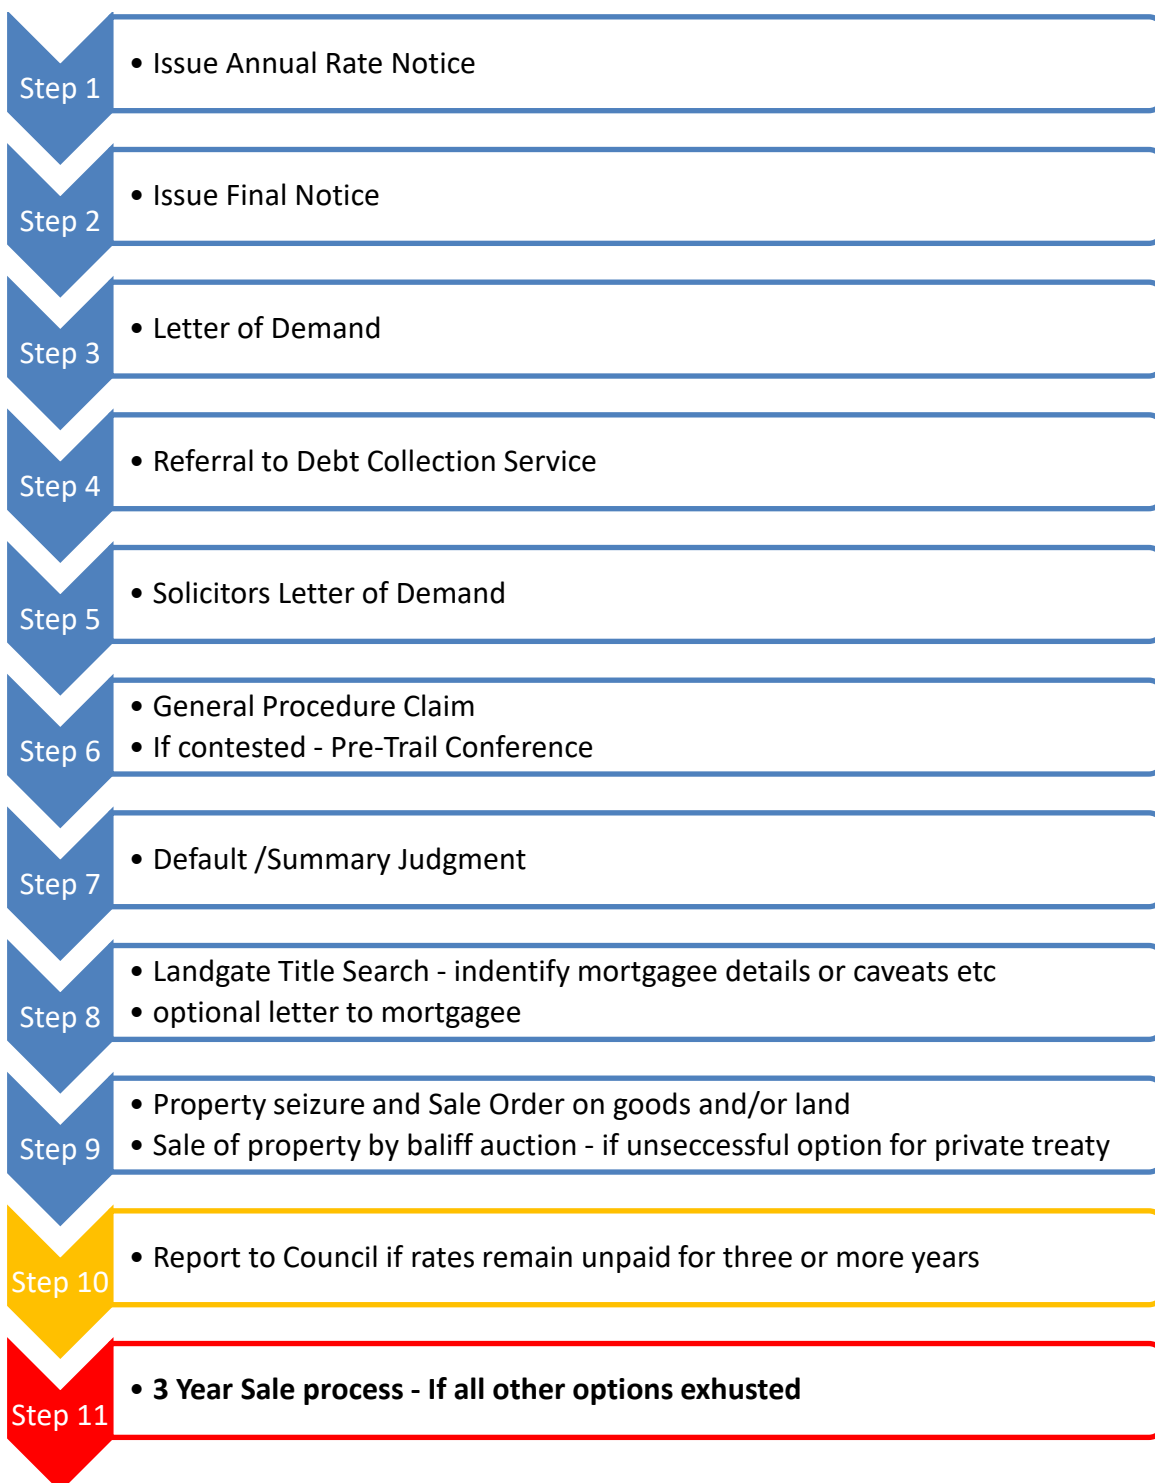 Step 1
• Issue Annual Rate Notice
Step 2
• Issue Final Notice
Step 3
• Letter of Demand
Step 4
• Referral to Debt Collection Service
Step 5
• Solicitors Letter of Demand
Step 6
• General Procedure Claim
• If contested - Pre-Trail Conference
Step 7
• Default /Summary Judgment
Step 8
• Landgate Title Search - indentify mortgagee details or caveats etc
• optional letter to mortgagee
Step 9
• Property seizure and Sale Order on goods and/or land
• Sale of property by baliff auction - if unseccessful option for private treaty
Step 10
• Report to Council if rates remain unpaid for three or more years
Step 11
• 3 Year Sale process - If all other options exhusted